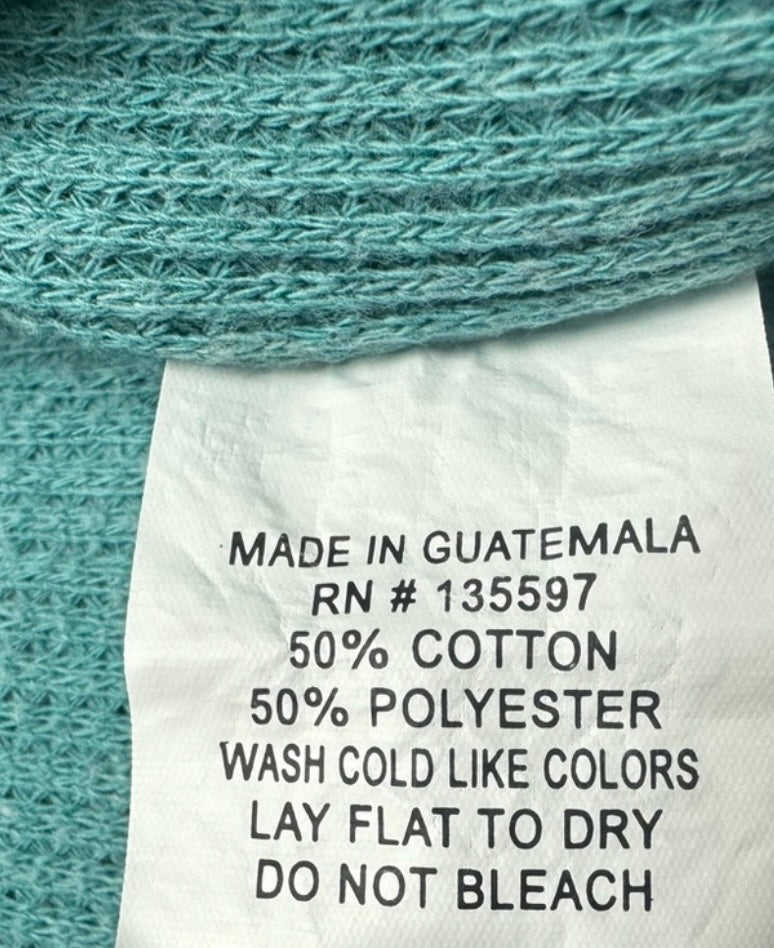 MADE IN GUATEMALA
RN # 135597
50% COTTON
50% POLYESTER
WASH COLD LIKE COLORS
LAY FLAT TO DRY
DO NOT BLEACH